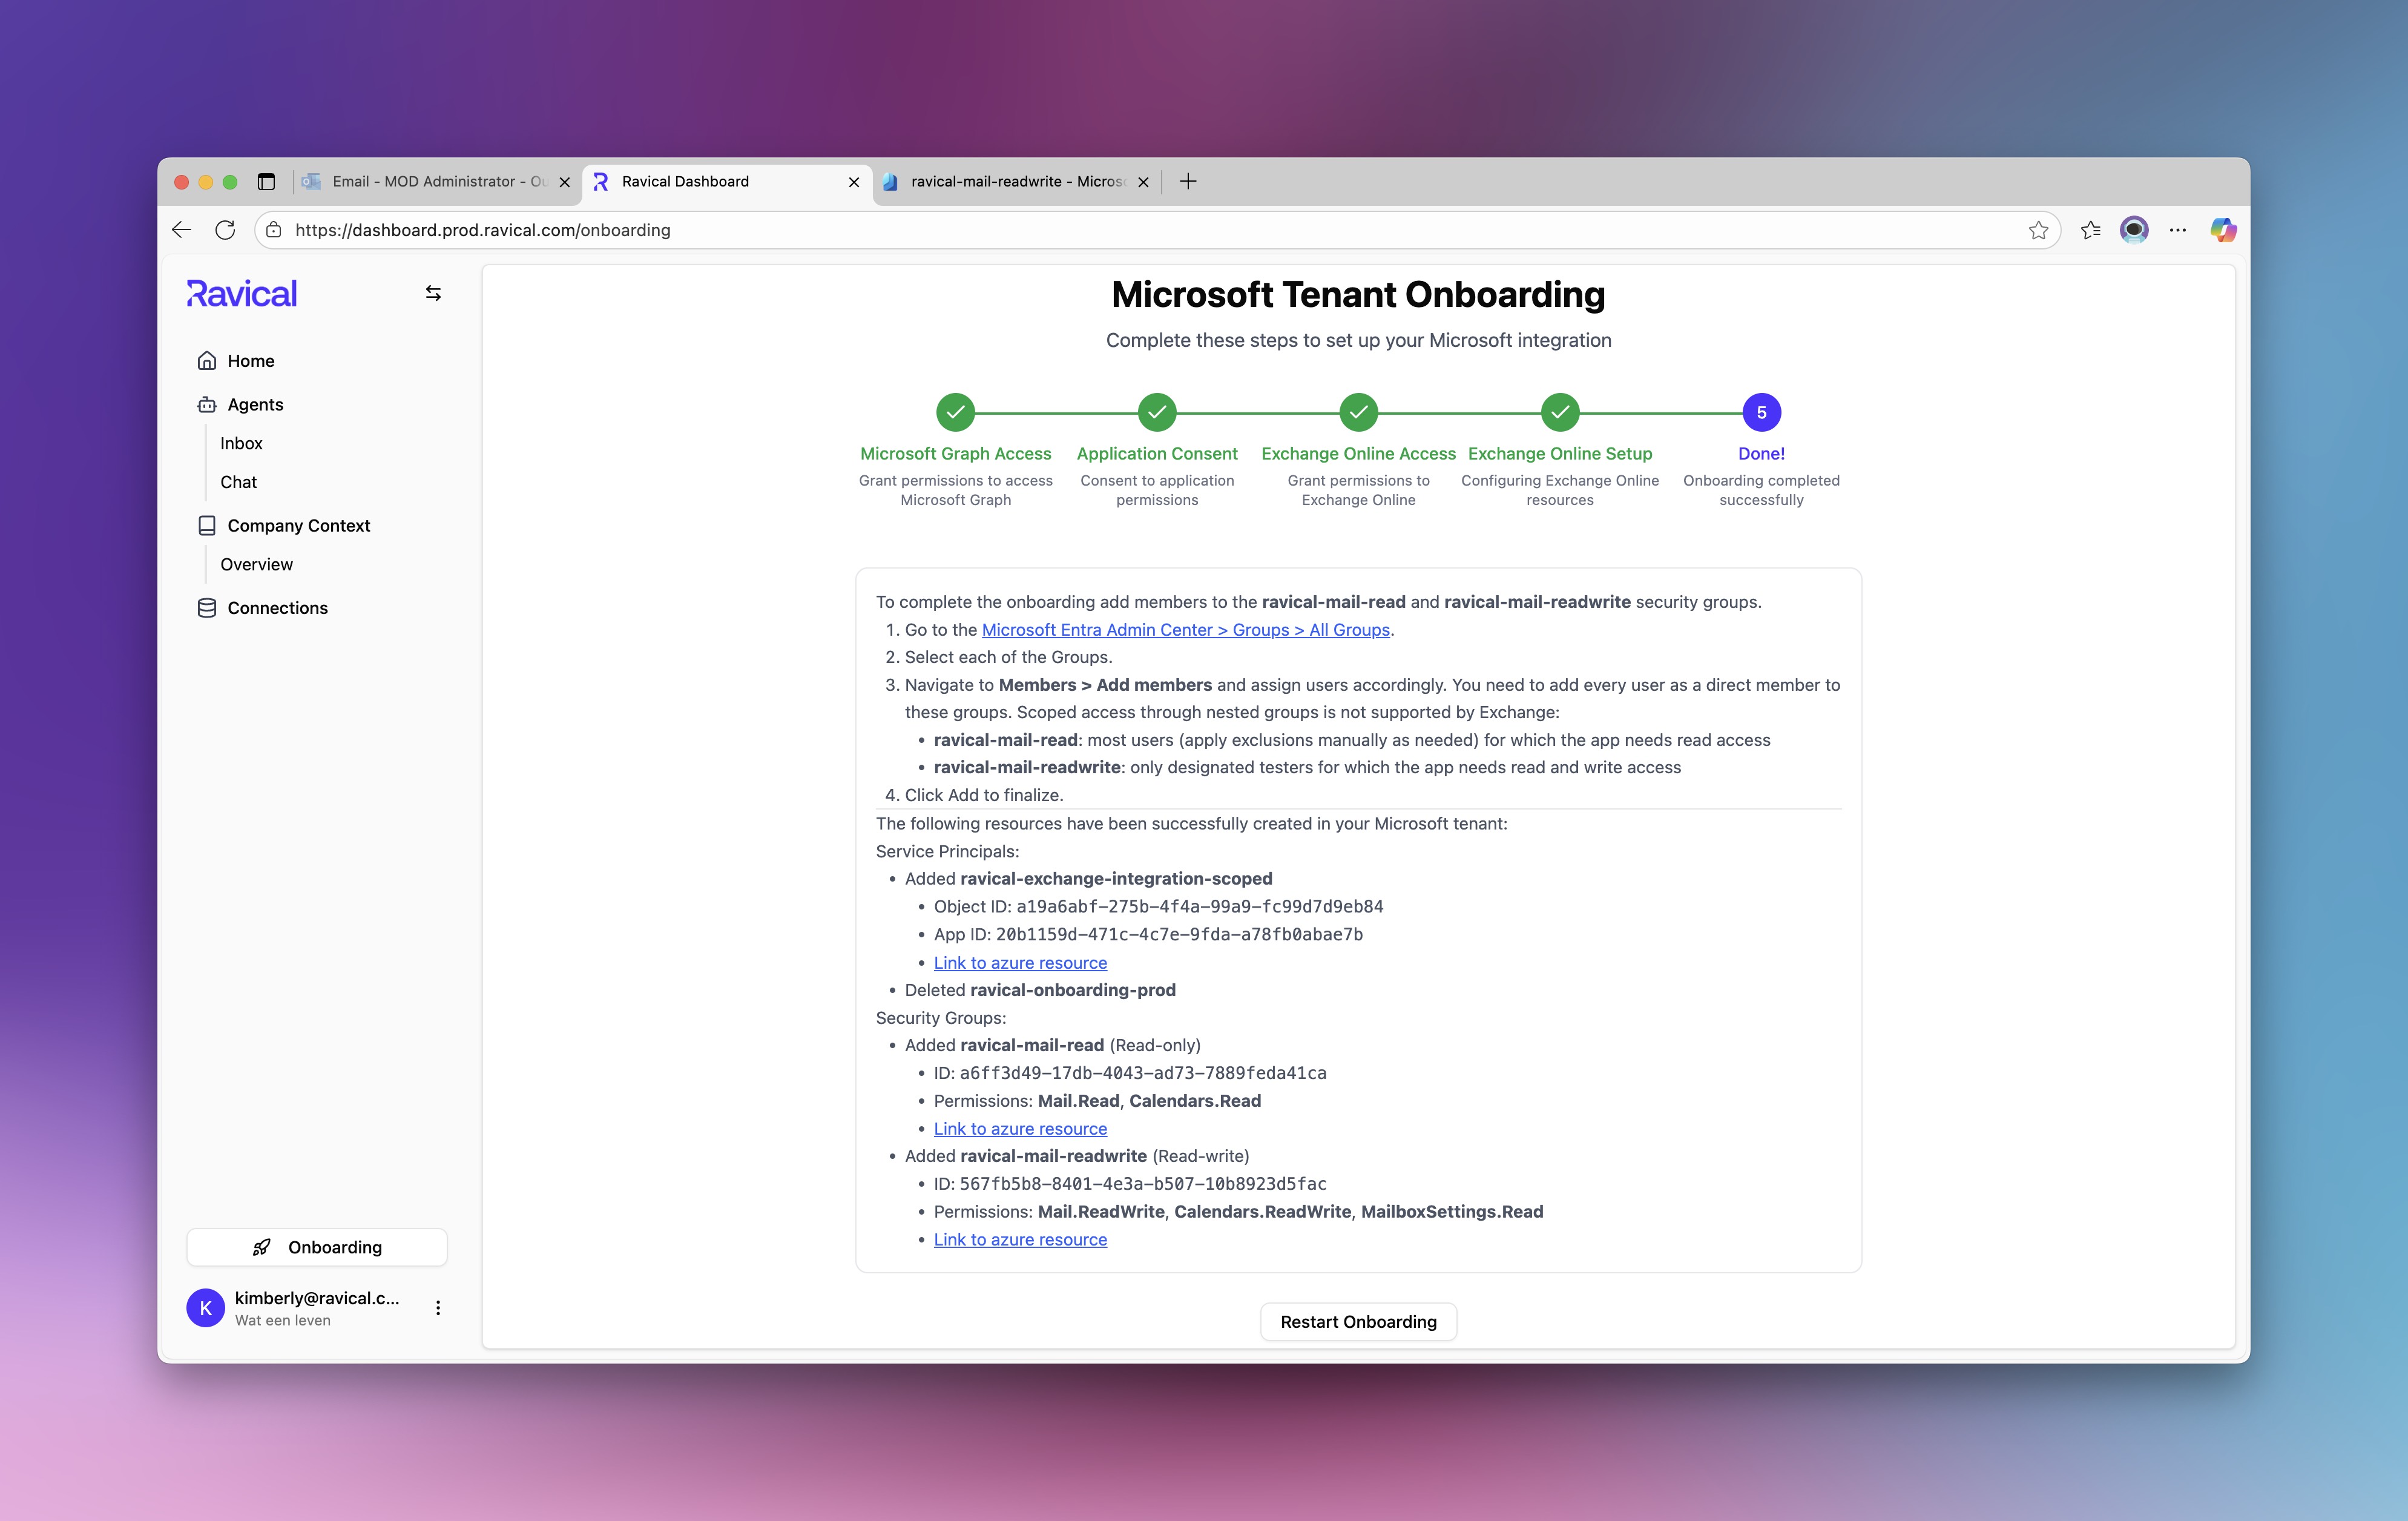 Email - MOD Administrator - Ou
Ravical Dashboard
ravical-mail-readwrite - Micros
https://dashboard.prod.ravical.com/onboarding
Ravical
Home
Agents
Inbox
Chat
Company Context
Overview
Connections
Onboarding
K
kimberly@ravical.c...
Wat een leven
Microsoft Tenant Onboarding
Complete these steps to set up your Microsoft integration
5
Microsoft Graph Access
Grant permissions to access
Microsoft Graph
Application Consent
Consent to application
permissions
Exchange Online Access
Grant permissions to
Exchange Online
Exchange Online Setup
Configuring Exchange Online
resources
Done!
Onboarding completed
successfully
To complete the onboarding add members to the ravical-mail-read and ravical-mail-readwrite security groups.
1. Go to the Microsoft Entra Admin Center > Groups > All Groups.
2. Select each of the Groups.
3. Navigate to Members > Add members and assign users accordingly. You need to add every user as a direct member to
these groups. Scoped access through nested groups is not supported by Exchange:
• ravical-mail-read: most users (apply exclusions manually as needed) for which the app needs read access
• ravical-mail-readwrite: only designated testers for which the app needs read and write access
4. Click Add to finalize.
The following resources have been successfully created in your Microsoft tenant:
Service Principals:
• Added ravical-exchange-integration-scoped
• Object ID: a19a6abf-275b-4f4a-99a9-fc99d7d9eb84
• App ID: 20b1159d-471c-4c7e-9fda-a78fb0abae7b
• Link to azure resource
• Deleted ravical-onboarding-prod
Security Groups:
• Added ravical-mail-read (Read-only)
• ID: a6ff3d49-17db-4043-ad73-7889feda41ca
• Permissions: Mail.Read, Calendars.Read
• Link to azure resource
• Added ravical-mail-readwrite (Read-write)
• ID: 567fb5b8-8401-4e3a-b507-10b8923d5fac
• Permissions: Mail.ReadWrite, Calendars.ReadWrite, MailboxSettings.Read
• Link to azure resource
Restart Onboarding